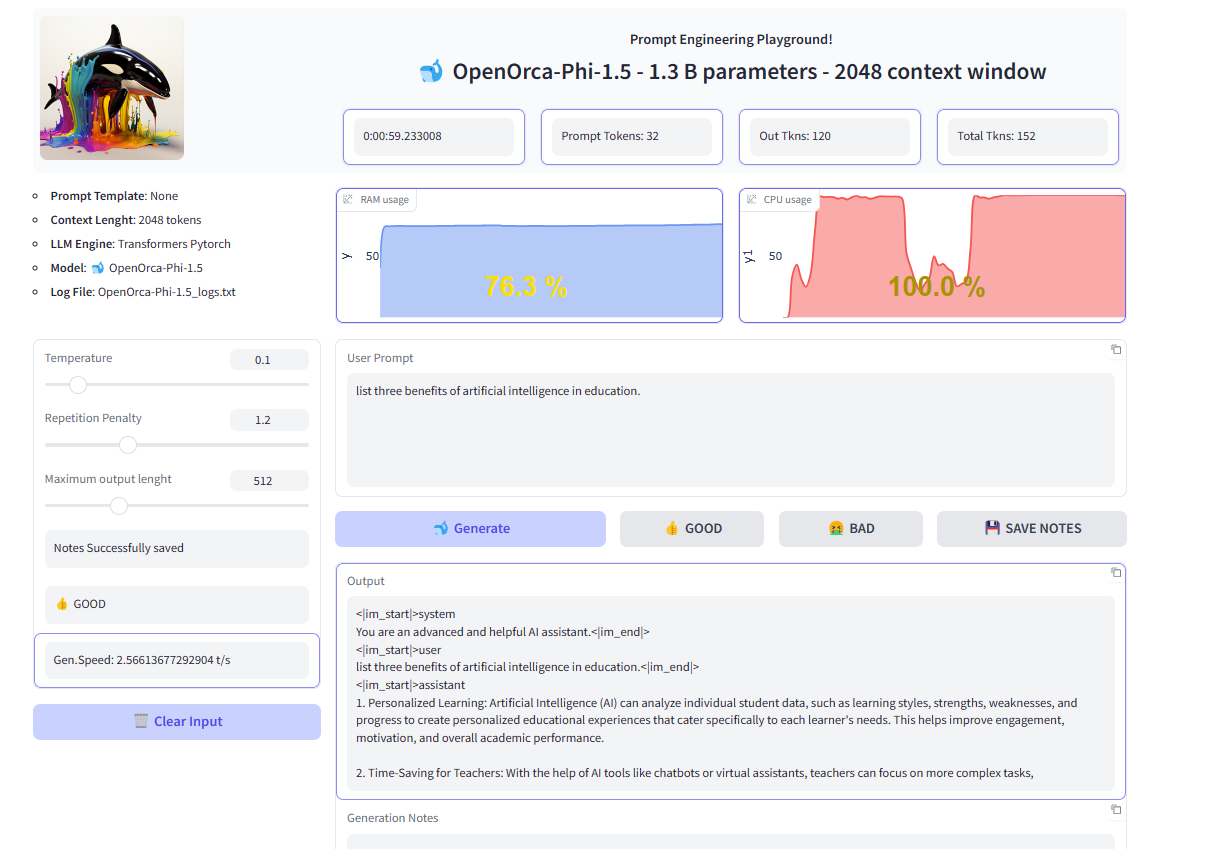 Prompt Engineering Playground!
🐋 OpenOrca-Phi-1.5 - 1.3 B parameters - 2048 context window
0:00:59.233008
Prompt Tokens: 32
Out Tkns: 120
Total Tkns: 152
Prompt Template: None
Context Lenght: 2048 tokens
LLM Engine: Transformers Pytorch
Model: 🐋 OpenOrca-Phi-1.5
Log File: OpenOrca-Phi-1.5_logs.txt
RAM usage
y
50
76.3 %
CPU usage
y1
50
100.0 %
Temperature
0.1
Repetition Penalty
1.2
Maximum output lenght
512
Notes Successfully saved
👍 GOOD
Gen.Speed: 2.56613677292904 t/s
🗑️ Clear Input
User Prompt
list three benefits of artificial intelligence in education.
🐋 Generate
👍 GOOD
🤮 BAD
💾 SAVE NOTES
Output
<|im_start|>system
You are an advanced and helpful AI assistant.<|im_end|>
<|im_start|>user
list three benefits of artificial intelligence in education.<|im_end|>
<|im_start|>assistant
1. Personalized Learning: Artificial Intelligence (AI) can analyze individual student data, such as learning styles, strengths, weaknesses, and
progress to create personalized educational experiences that cater specifically to each learner's needs. This helps improve engagement,
motivation, and overall academic performance.
2. Time-Saving for Teachers: With the help of AI tools like chatbots or virtual assistants, teachers can focus on more complex tasks,
Generation Notes